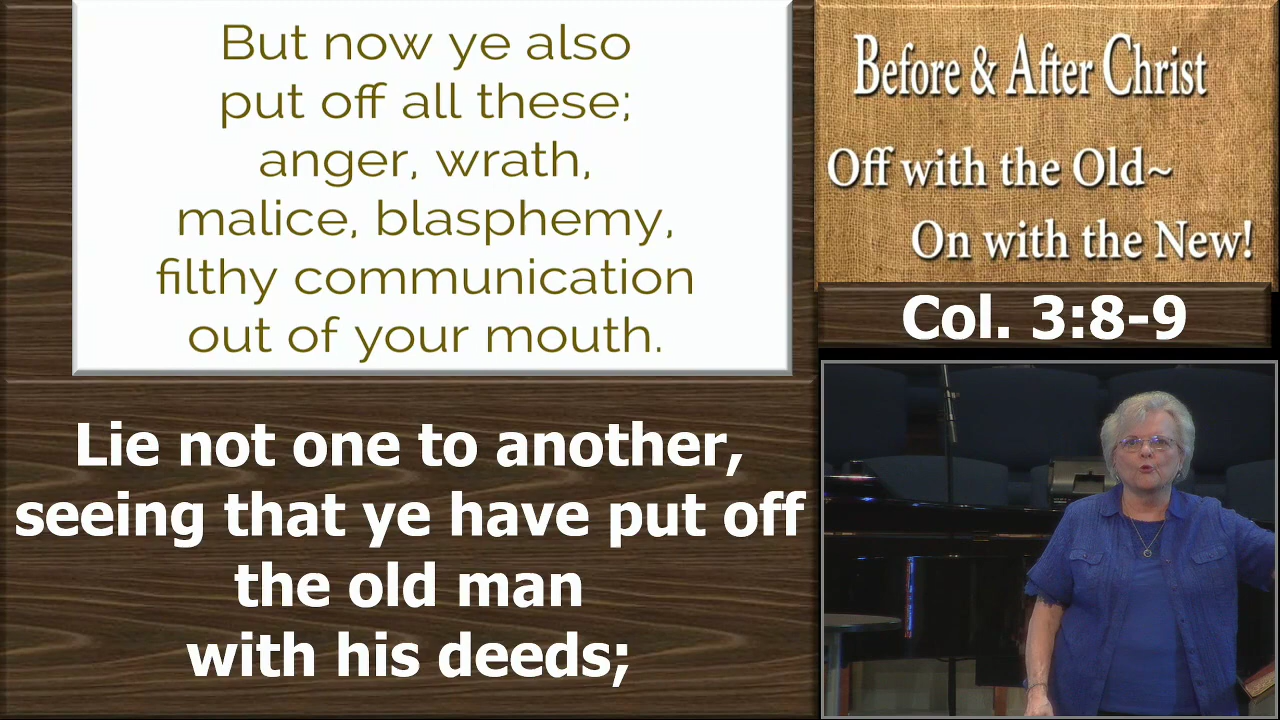 But now ye also
put off all these;
anger, wrath,
malice, blasphemy,
filthy communication
out of your mouth.
Lie not one to another,
seeing that ye have put off
the old man
with his deeds;
Before & After Christ
Off with the Old~
On with the New!
Col. 3:8-9